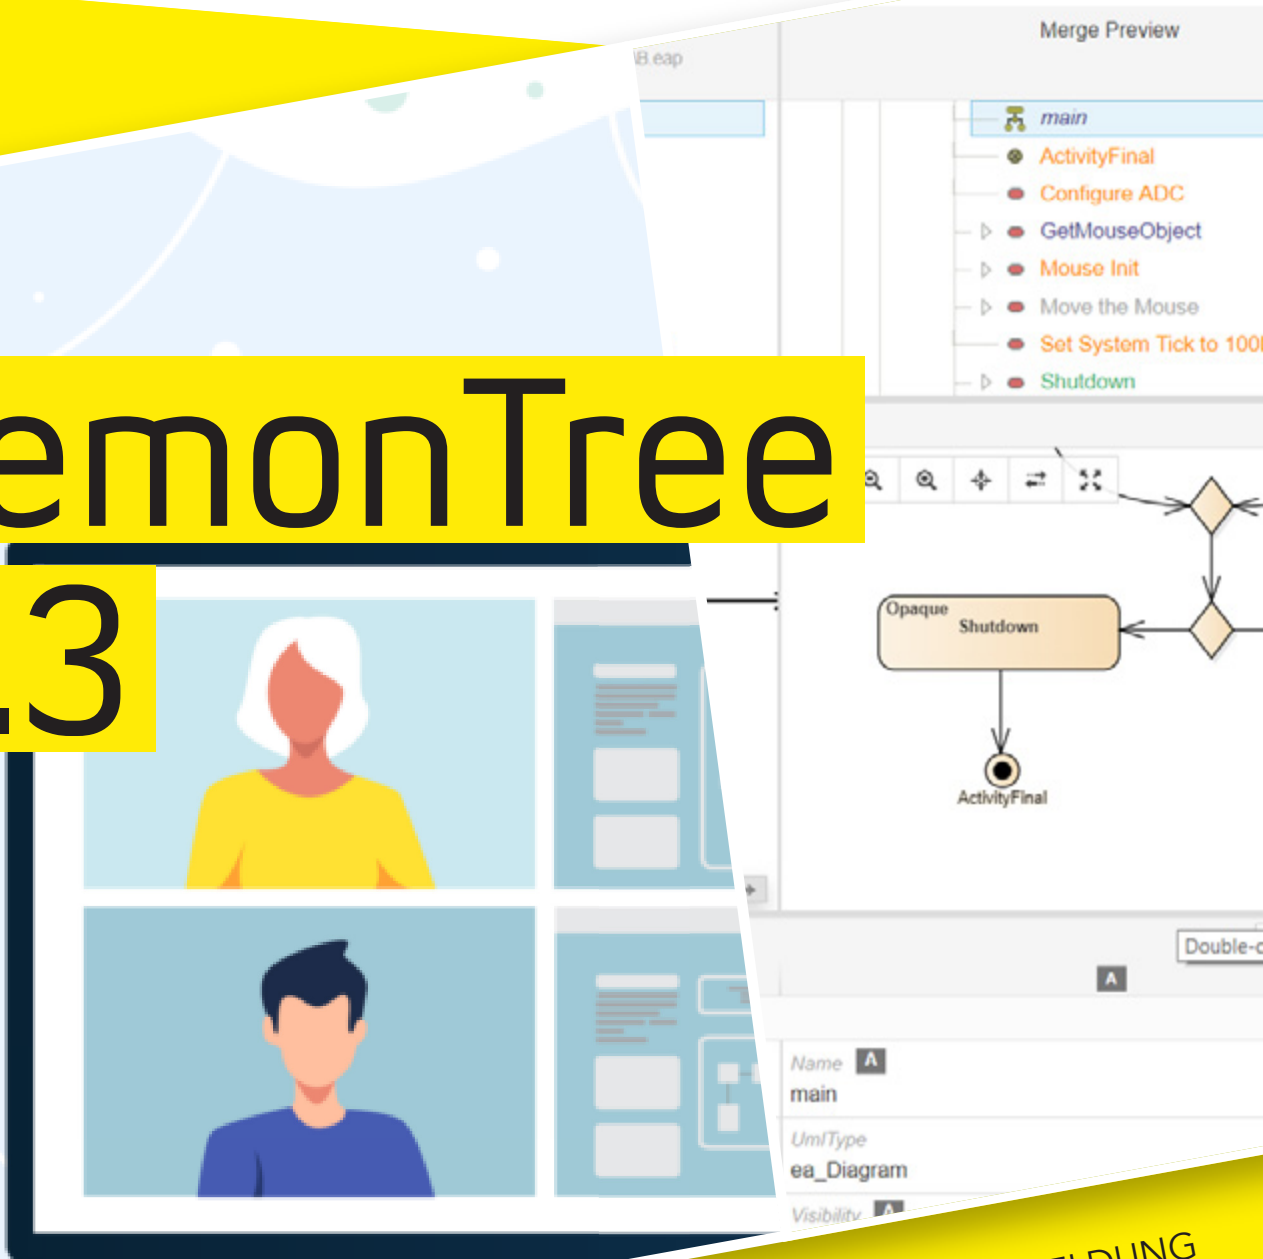 Merge Preview
B.eap
main
ActivityFinal
Configure ADC
GetMouseObject
Mouse Init
Move the Mouse
Set System Tick to 100
Shutdown
emonTree
.3
Opaque
Shutdown
ActivityFinal
Double-c
A
Name A
main
UmlType
ea_Diagram
Visibility A
LDUNG